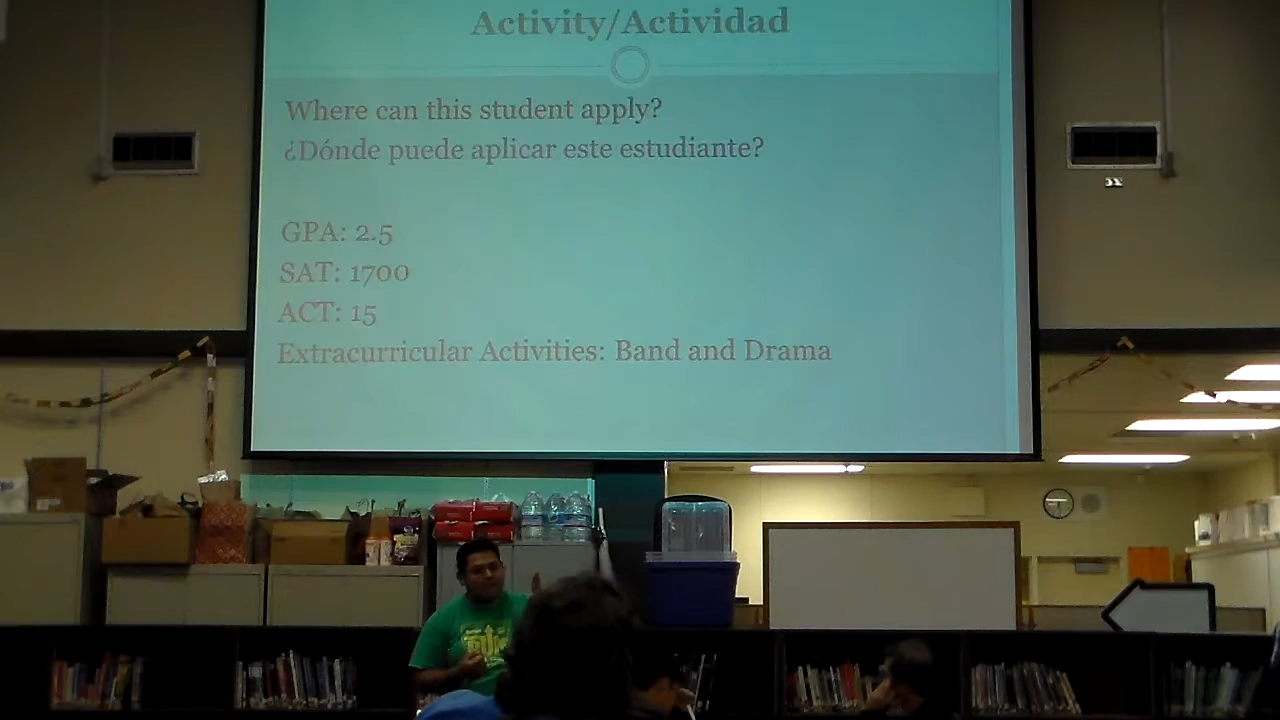 Activity/Actividad
Where can this student apply?
¿Dónde puede aplicar este estudiante?
GPA: 2.5
SAT: 1700
ACT: 15
Extracurricular Activities: Band and Drama